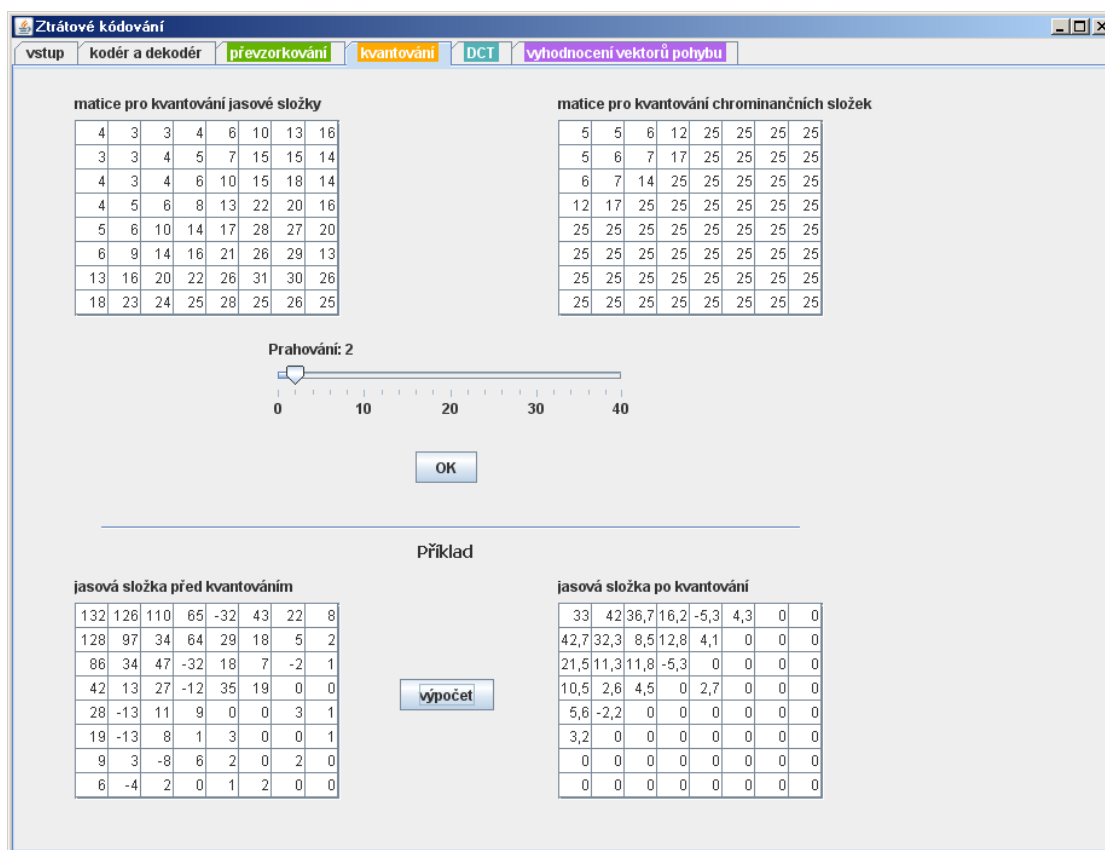 Ztrátové kódování
vstup kodér a dekodér převzorkování kvantování DCT vyhodnocení vektorů pohybu
matice pro kvantování jasové složky
4 3 3 4 6 10 13 16
3 3 4 5 7 15 15 14
4 3 4 6 10 15 18 14
4 5 6 8 13 22 20 16
5 6 10 14 17 28 27 20
6 9 14 16 21 26 29 13
13 16 20 22 26 31 30 26
18 23 24 25 28 25 26 25
matice pro kvantování chrominančních složek
5 5 6 12 25 25 25 25
5 6 7 17 25 25 25 25
6 7 14 25 25 25 25 25
12 17 25 25 25 25 25 25
25 25 25 25 25 25 25 25
25 25 25 25 25 25 25 25
25 25 25 25 25 25 25 25
25 25 25 25 25 25 25 25
Prahování: 2
0 10 20 30 40
OK
Příklad
jasová složka před kvantováním
132 126 110 65 -32 43 22 8
128 97 34 64 29 18 5 2
86 34 47 -32 18 7 -2 1
42 13 27 -12 35 19 0 0
28 -13 11 9 0 0 3 1
19 -13 8 1 3 0 0 1
9 3 -8 6 2 0 2 0
6 -4 2 0 1 2 0 0
výpočet
jasová složka po kvantování
33 42 36,7 16,2 -5,3 4,3 0 0
42,7 32,3 8,5 12,8 4,1 0 0 0
21,5 11,3 11,8 -5,3 0 0 0 0
10,5 2,6 4,5 0 2,7 0 0 0
5,6 -2,2 0 0 0 0 0 0
3,2 0 0 0 0 0 0 0
0 0 0 0 0 0 0 0
0 0 0 0 0 0 0 0